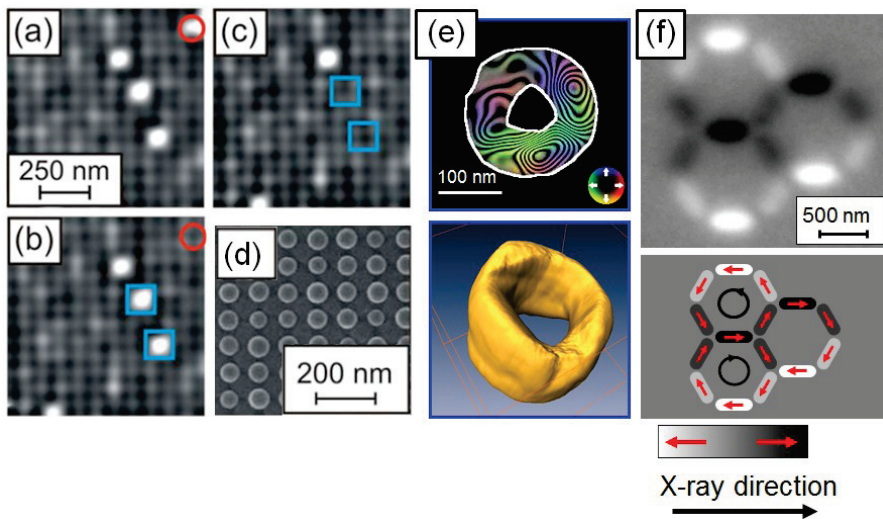 (a)
250 nm
(b)
(c)
(d)
200 nm
(e)
100 nm
(f)
500 nm
X-ray direction